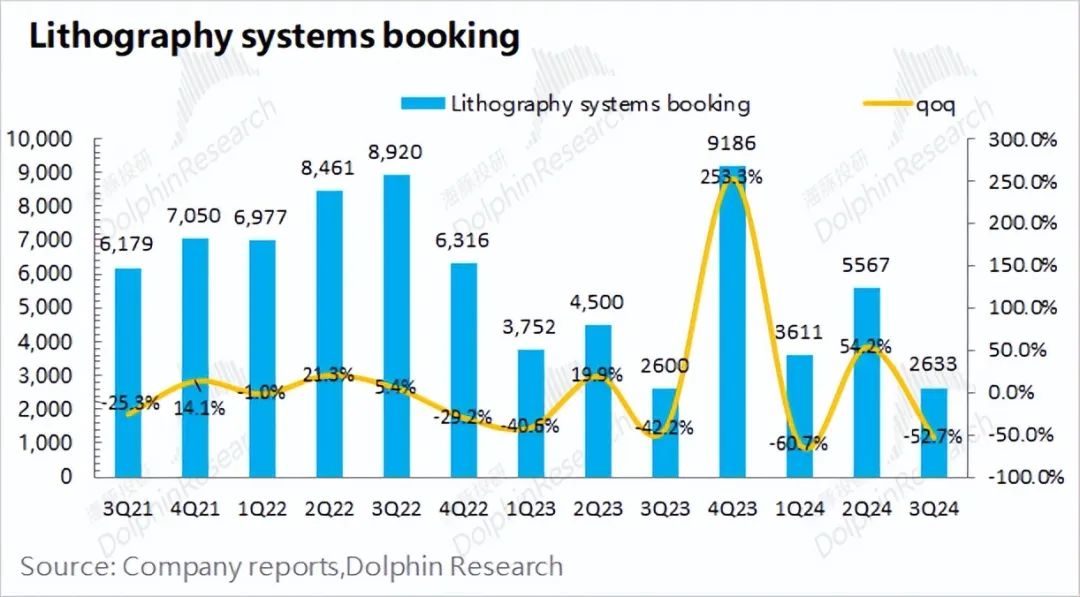 Lithography systems booking
Lithography systems booking qoq
10,000 9,000 8,000 7,000 6,000 5,000 4,000 3,000 2,000 1,000 0
6,179 7,050 6,977 8,461 8,920 6,316 3,752 4,500 2600 9186 3611 5567 2633
-25.3% 14.1% -1.0% 21.3% 5.4% -29.2% -40.6% 19.9% -42.2% 253.3% -60.7% 54.2% -52.7%
300.0% 250.0% 200.0% 150.0% 100.0% 50.0% 0.0% -50.0% -100.0%
3Q21 4Q21 1Q22 2Q22 3Q22 4Q22 1Q23 2Q23 3Q23 4Q23 1Q24 2Q24 3Q24
Source: Company reports,Dolphin Research
海豚投研
DolphinResearch